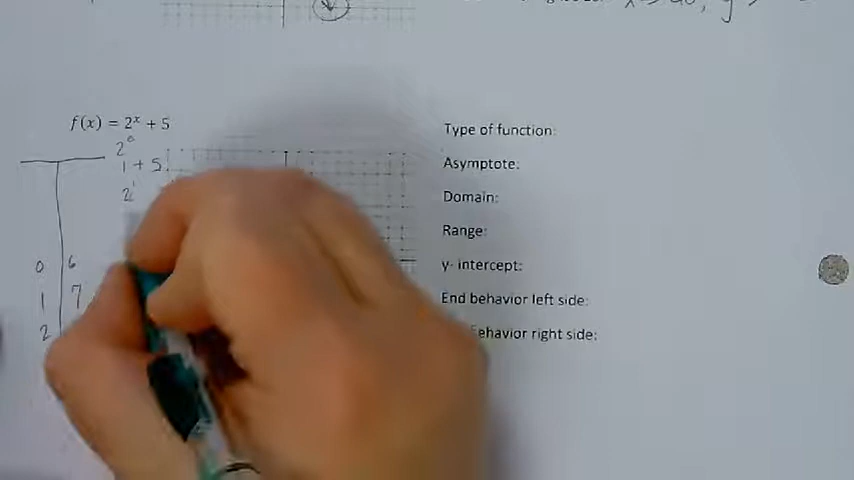 f(x) = 2ˣ + 5
2⁰
1 + 5
2¹
0 6
1 7
2
Type of function:
Asymptote:
Domain:
Range:
y- intercept:
End behavior left side:
behavior right side: